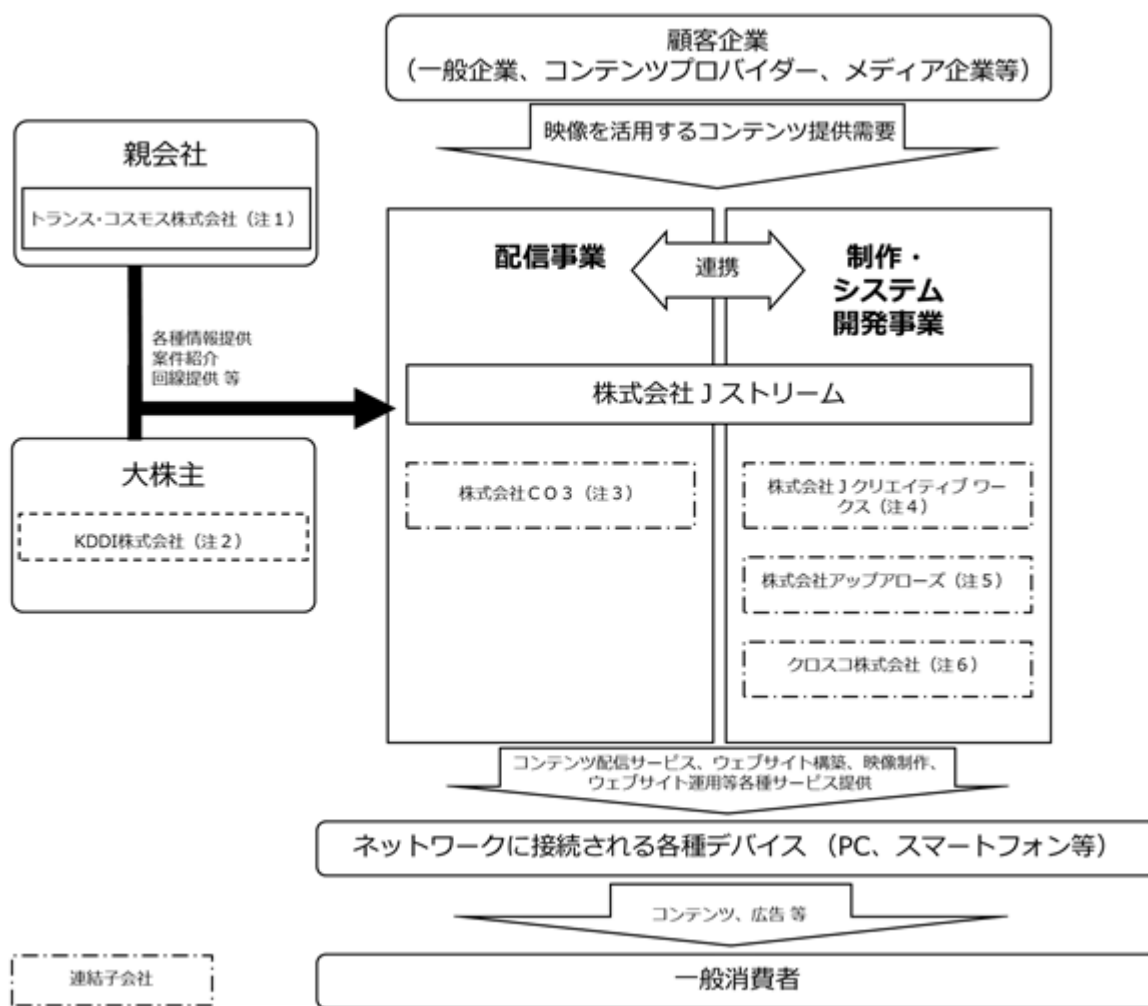 顧客企業
（一般企業、コンテンツプロバイダー、メディア企業等）
映像を活用するコンテンツ提供需要
親会社
トランス・コスモス株式会社（注１）
各種情報提供
案件紹介
回線提供 等
大株主
KDDI株式会社（注２）
配信事業
連携
制作・
システム
開発事業
株式会社Ｊストリーム
株式会社ＣＯ３（注３）
株式会社Ｊクリエイティブ ワー
クス（注４）
株式会社アップアローズ（注５）
クロスコ株式会社（注６）
コンテンツ配信サービス、ウェブサイト構築、映像制作、
ウェブサイト運用等各種サービス提供
ネットワークに接続される各種デバイス （PC、スマートフォン等）
コンテンツ、広告 等
一般消費者
連結子会社